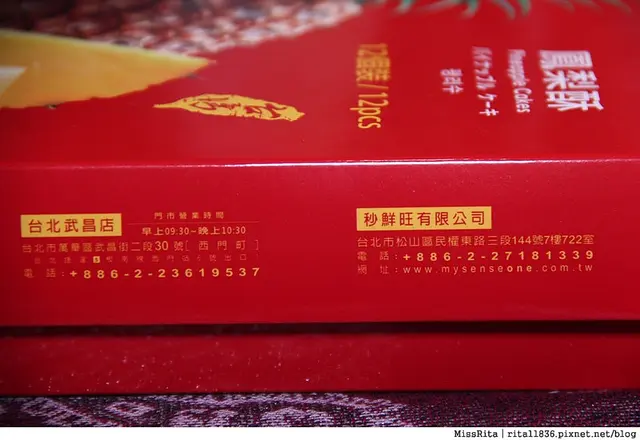 鳳梨酥
Pineapple Cakes
パイナップル ケーキ
12個裝/12pcs
台灣
台北武昌店
門市營業時間
早上09:30~晚上10:30
台北市萬華區武昌街二段30號[西門町]
電話:+886-2-23619537
秒鮮旺有限公司
台北市松山區民權東路三段144號7樓722室
電話:+886-2-27181339
網址:www.mysenseone.com.tw
MissRita | rita11836.pixnet.net/blog